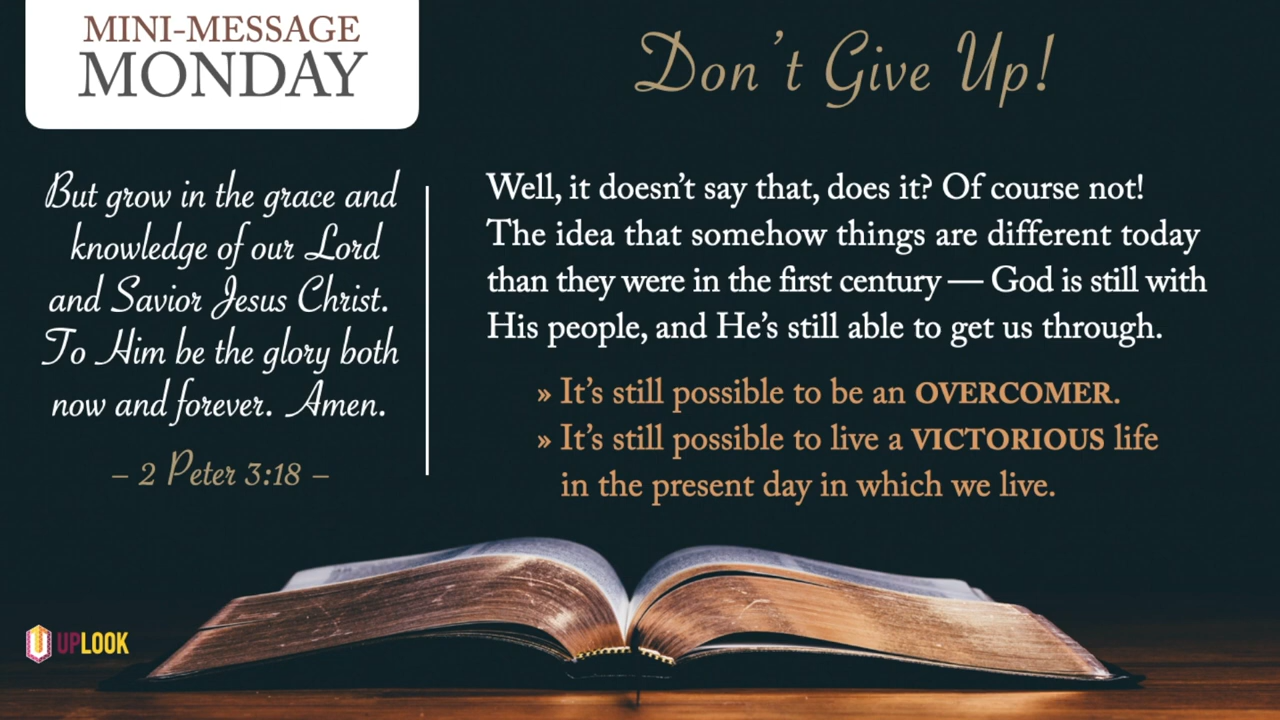 MINI-MESSAGE
MONDAY
Don't Give Up!
But grow in the grace and
knowledge of our Lord
and Savior Jesus Christ.
To Him be the glory both
now and forever. Amen.
– 2 Peter 3:18 –
Well, it doesn't say that, does it? Of course not!
The idea that somehow things are different today
than they were in the first century — God is still with
His people, and He's still able to get us through.
» It's still possible to be an OVERCOMER.
» It's still possible to live a VICTORIOUS life
in the present day in which we live.
UPLOOK